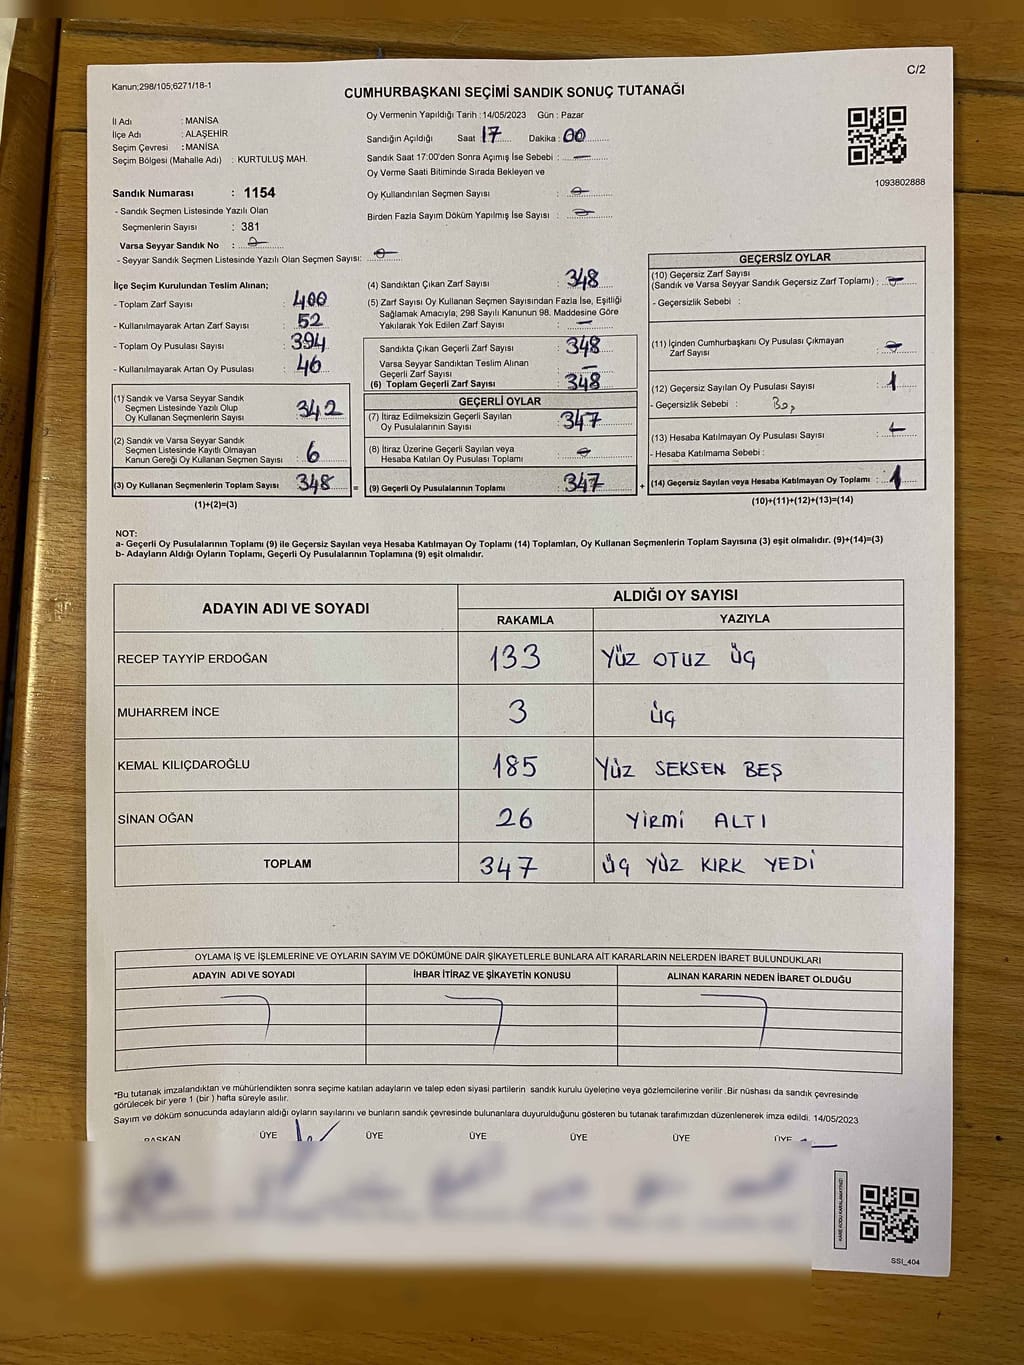 C/2
Kanun;298/105;6271/18-1
CUMHURBAŞKANI SEÇİMİ SANDIK SONUÇ TUTANAĞI
İl Adı : MANİSA
İlçe Adı : ALAŞEHİR
Seçim Çevresi : MANİSA
Seçim Bölgesi (Mahalle Adı) : KURTULUŞ MAH.
Sandık Numarası : 1154
- Sandık Seçmen Listesinde Yazılı Olan
Seçmenlerin Sayısı : 381
Varsa Seyyar Sandık No :
- Seyyar Sandık Seçmen Listesinde Yazılı Olan Seçmen Sayısı:
Oy Vermenin Yapıldığı Tarih : 14/05/2023 Gün : Pazar
Sandığın Açıldığı Saat 17 Dakika : 00
Sandık Saat 17:00'den Sonra Açımış İse Sebebi : —
Oy Verme Saati Bitiminde Sırada Bekleyen ve
Oy Kullandırılan Seçmen Sayısı :
Birden Fazla Sayım Döküm Yapılmış İse Sayısı :
1093802888
İlçe Seçim Kurulundan Teslim Alınan;
- Toplam Zarf Sayısı : 400
- Kullanılmayarak Artan Zarf Sayısı : 52
- Toplam Oy Pusulası Sayısı : 394
- Kullanılmayarak Artan Oy Pusulası : 46
(1) Sandık ve Varsa Seyyar Sandık
Seçmen Listesinde Yazılı Olup
Oy Kullanan Seçmenlerin Sayısı : 342
(2) Sandık ve Varsa Seyyar Sandık
Seçmen Listesinde Kayıtlı Olmayan
Kanun Gereği Oy Kullanan Seçmen Sayısı : 6
(3) Oy Kullanan Seçmenlerin Toplam Sayısı : 348
(1)+(2)=(3)
(4) Sandıktan Çıkan Zarf Sayısı : 348
(5) Zarf Sayısı Oy Kullanan Seçmen Sayısından Fazla İse, Eşitliği
Sağlamak Amacıyla; 298 Sayılı Kanunun 98. Maddesine Göre
Yakılarak Yok Edilen Zarf Sayısı : —
Sandıkta Çıkan Geçerli Zarf Sayısı : 348
Varsa Seyyar Sandıktan Teslim Alınan
Geçerli Zarf Sayısı : —
(6) Toplam Geçerli Zarf Sayısı : 348
GEÇERLİ OYLAR
(7) İtiraz Edilmeksizin Geçerli Sayılan
Oy Pusulalarının Sayısı : 347
(8) İtiraz Üzerine Geçerli Sayılan veya
Hesaba Katılan Oy Pusulası Toplamı :
= (9) Geçerli Oy Pusulalarının Toplamı : 347 +
GEÇERSİZ OYLAR
(10) Geçersiz Zarf Sayısı
(Sandık ve Varsa Seyyar Sandık Geçersiz Zarf Toplamı) :
- Geçersizlik Sebebi :
(11) İçinden Cumhurbaşkanı Oy Pusulası Çıkmayan
Zarf Sayısı :
(12) Geçersiz Sayılan Oy Pusulası Sayısı : 1
- Geçersizlik Sebebi : Boş
(13) Hesaba Katılmayan Oy Pusulası Sayısı :
- Hesaba Katılmama Sebebi :
(14) Geçersiz Sayılan veya Hesaba Katılmayan Oy Toplamı : 1
(10)+(11)+(12)+(13)=(14)
NOT:
a- Geçerli Oy Pusulalarının Toplamı (9) ile Geçersiz Sayılan veya Hesaba Katılmayan Oy Toplamı (14) Toplamları, Oy Kullanan Seçmenlerin Toplam Sayısına (3) eşit olmalıdır. (9)+(14)=(3)
b- Adayların Aldığı Oyların Toplamı, Geçerli Oy Pusulalarının Toplamına (9) eşit olmalıdır.
ADAYIN ADI VE SOYADI
ALDIĞI OY SAYISI
RAKAMLA YAZIYLA
RECEP TAYYİP ERDOĞAN 133 YÜZ OTUZ ÜÇ
MUHARREM İNCE 3 ÜÇ
KEMAL KILIÇDAROĞLU 185 YÜZ SEKSEN BEŞ
SİNAN OĞAN 26 YİRMİ ALTI
TOPLAM 347 ÜÇ YÜZ KIRK YEDİ
OYLAMA İŞ VE İŞLEMLERİNE VE OYLARIN SAYIM VE DÖKÜMÜNE DAİR ŞİKAYETLERLE BUNLARA AİT KARARLARIN NELERDEN İBARET BULUNDUKLARI
ADAYIN ADI VE SOYADI İHBAR İTİRAZ VE ŞİKAYETİN KONUSU ALINAN KARARIN NEDEN İBARET OLDUĞU
*Bu tutanak imzalandıktan ve mühürlendikten sonra seçime katılan adayların ve talep eden siyasi partilerin sandık kurulu üyelerine veya gözlemcilerine verilir. Bir nüshası da sandık çevresinde
görülecek bir yere 1 (bir ) hafta süreyle asılır.
Sayım ve döküm sonucunda adayların aldığı oyların sayılarını ve bunların sandık çevresinde bulunanlara duyurulduğunu gösteren bu tutanak tarafımızdan düzenlenerek imza edildi. 14/05/2023
BAŞKAN ÜYE ÜYE ÜYE ÜYE ÜYE ÜYE
KARE KODU KARALAMAYINIZ!
SSI_404